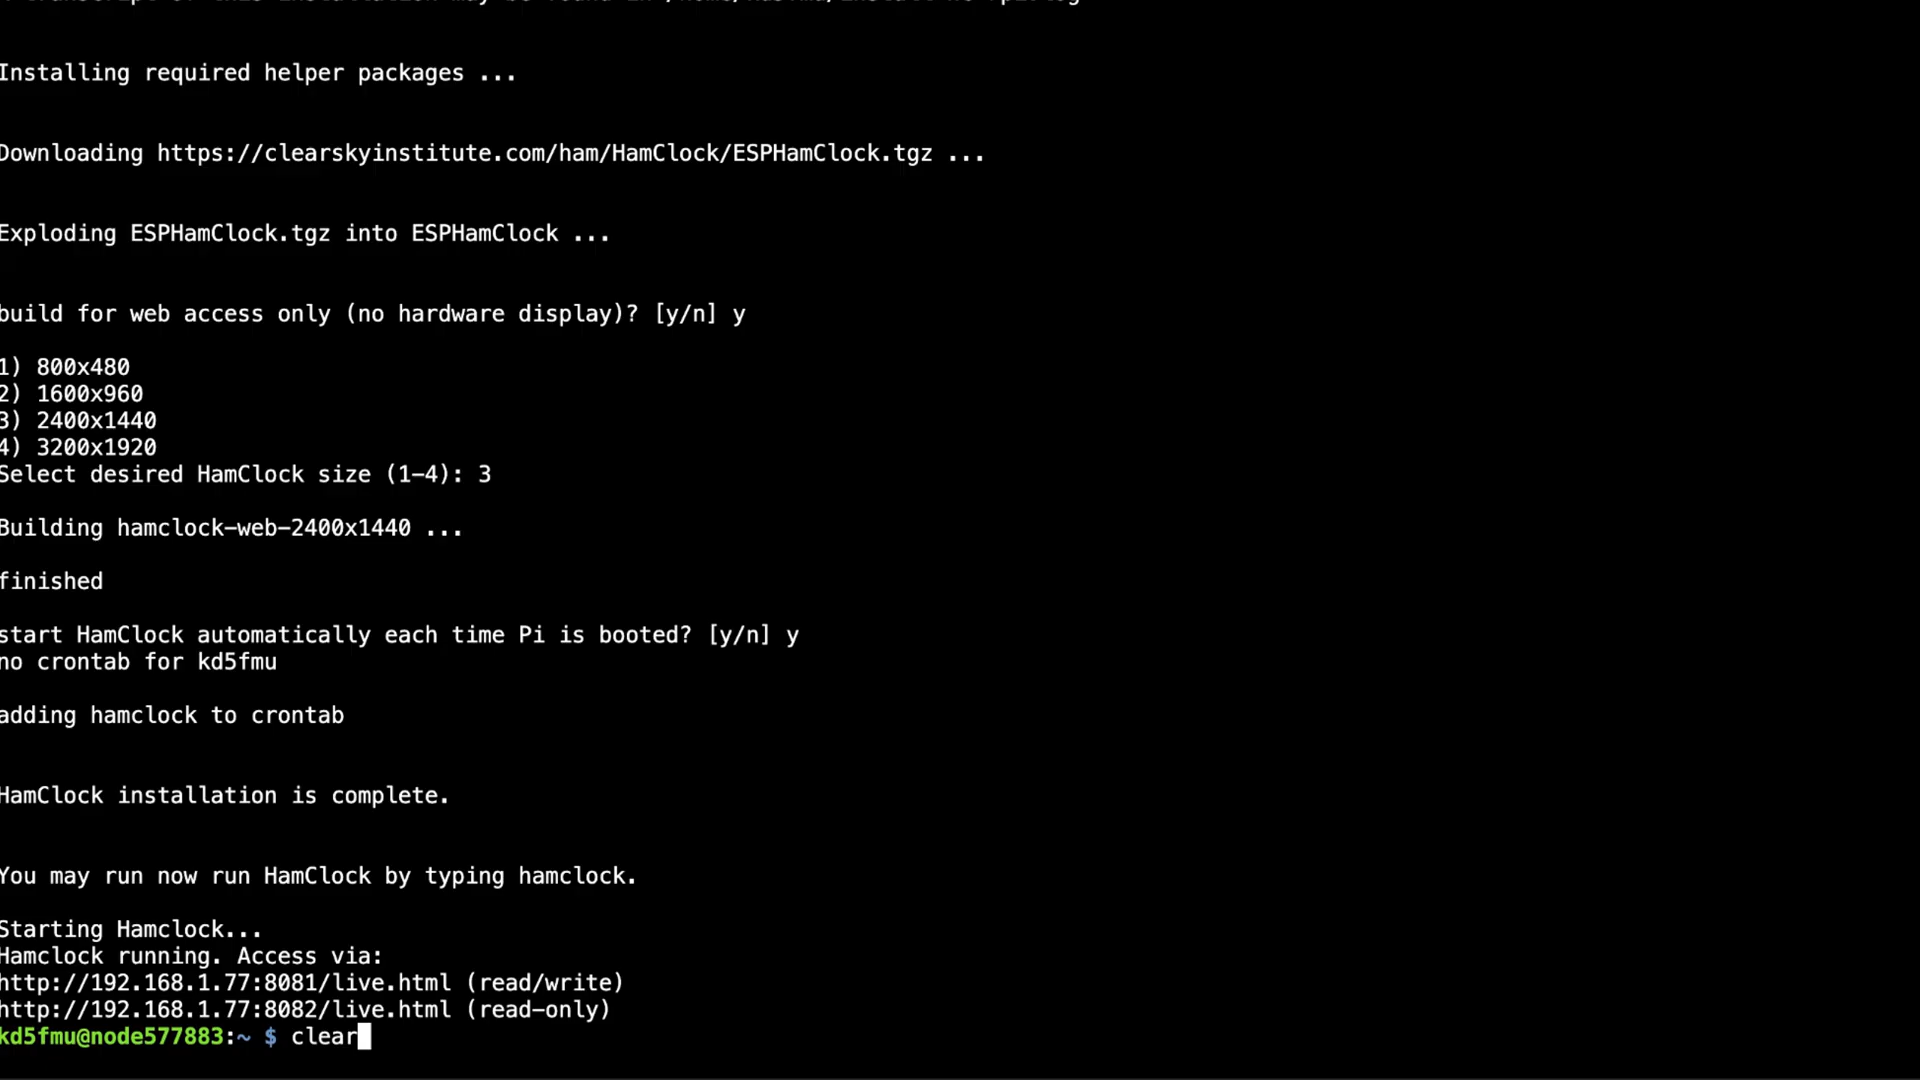 Installing required helper packages ...
Downloading https://clearskyinstitute.com/ham/HamClock/ESPHamClock.tgz ...
Exploding ESPHamClock.tgz into ESPHamClock ...
build for web access only (no hardware display)? [y/n] y
1) 800x480
2) 1600x960
3) 2400x1440
4) 3200x1920
Select desired HamClock size (1-4): 3
Building hamclock-web-2400x1440 ...
finished
start HamClock automatically each time Pi is booted? [y/n] y
no crontab for kd5fmu
adding hamclock to crontab
HamClock installation is complete.
You may run now run HamClock by typing hamclock.
Starting Hamclock...
Hamclock running. Access via:
http://192.168.1.77:8081/live.html (read/write)
http://192.168.1.77:8082/live.html (read-only)
kd5fmu@node577883:~ $ clear